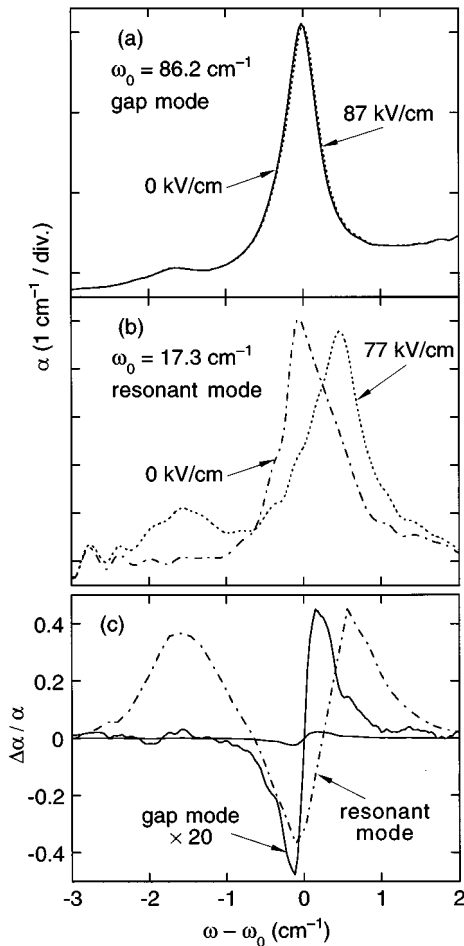 (a)
ω₀ = 86.2 cm⁻¹
gap mode
87 kV/cm
0 kV/cm
α (1 cm⁻¹ / div.)
(b)
ω₀ = 17.3 cm⁻¹
resonant mode
77 kV/cm
0 kV/cm
(c)
0.4
0.2
0
-0.2
-0.4
Δα / α
gap mode
× 20
resonant
mode
-3 -2 -1 0 1 2
ω – ω₀ (cm⁻¹)